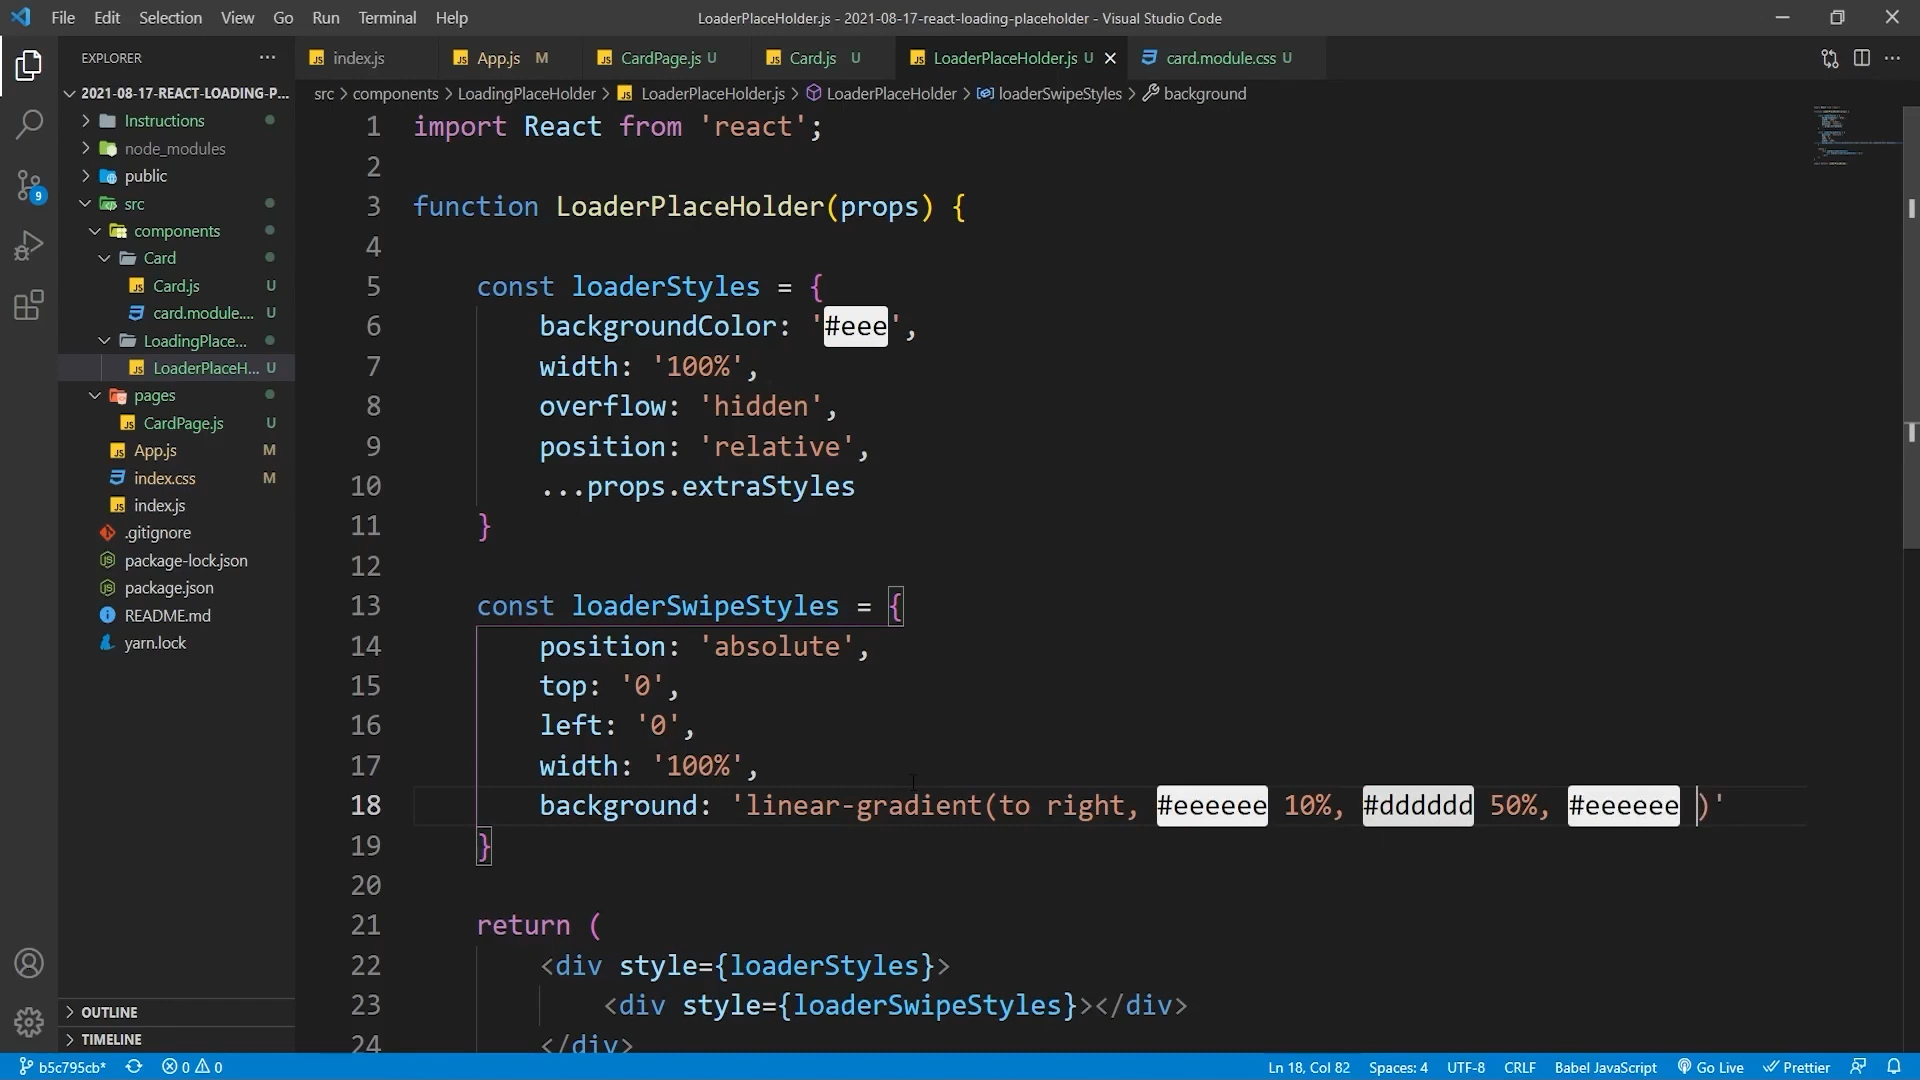 File Edit Selection View Go Run Terminal Help
LoaderPlaceHolder.js - 2021-08-17-react-loading-placeholder - Visual Studio Code
EXPLORER
index.js
App.js M
CardPage.js U
Card.js U
LoaderPlaceHolder.js U
card.module.css U
src > components > LoadingPlaceHolder > LoaderPlaceHolder.js > LoaderPlaceHolder > loaderSwipeStyles > background
2021-08-17-REACT-LOADING-P...
Instructions
node_modules
public
src
components
Card
Card.js U
card.module.... U
LoadingPlace...
LoaderPlaceH... U
pages
CardPage.js U
App.js M
index.css M
index.js
.gitignore
package-lock.json
package.json
README.md
yarn.lock
OUTLINE
TIMELINE
9
1 import React from 'react';
2
3 function LoaderPlaceHolder(props) {
4
5 const loaderStyles = {
6 backgroundColor: '#eee',
7 width: '100%',
8 overflow: 'hidden',
9 position: 'relative',
10 ...props.extraStyles
11 }
12
13 const loaderSwipeStyles = {
14 position: 'absolute',
15 top: '0',
16 left: '0',
17 width: '100%',
18 background: 'linear-gradient(to right, #eeeeee 10%, #dddddd 50%, #eeeeee )'
19 }
20
21 return (
22 <div style={loaderStyles}>
23 <div style={loaderSwipeStyles}></div>
24 </div>
b5c795cb* 0 0 Ln 18, Col 82 Spaces: 4 UTF-8 CRLF Babel JavaScript Go Live Prettier